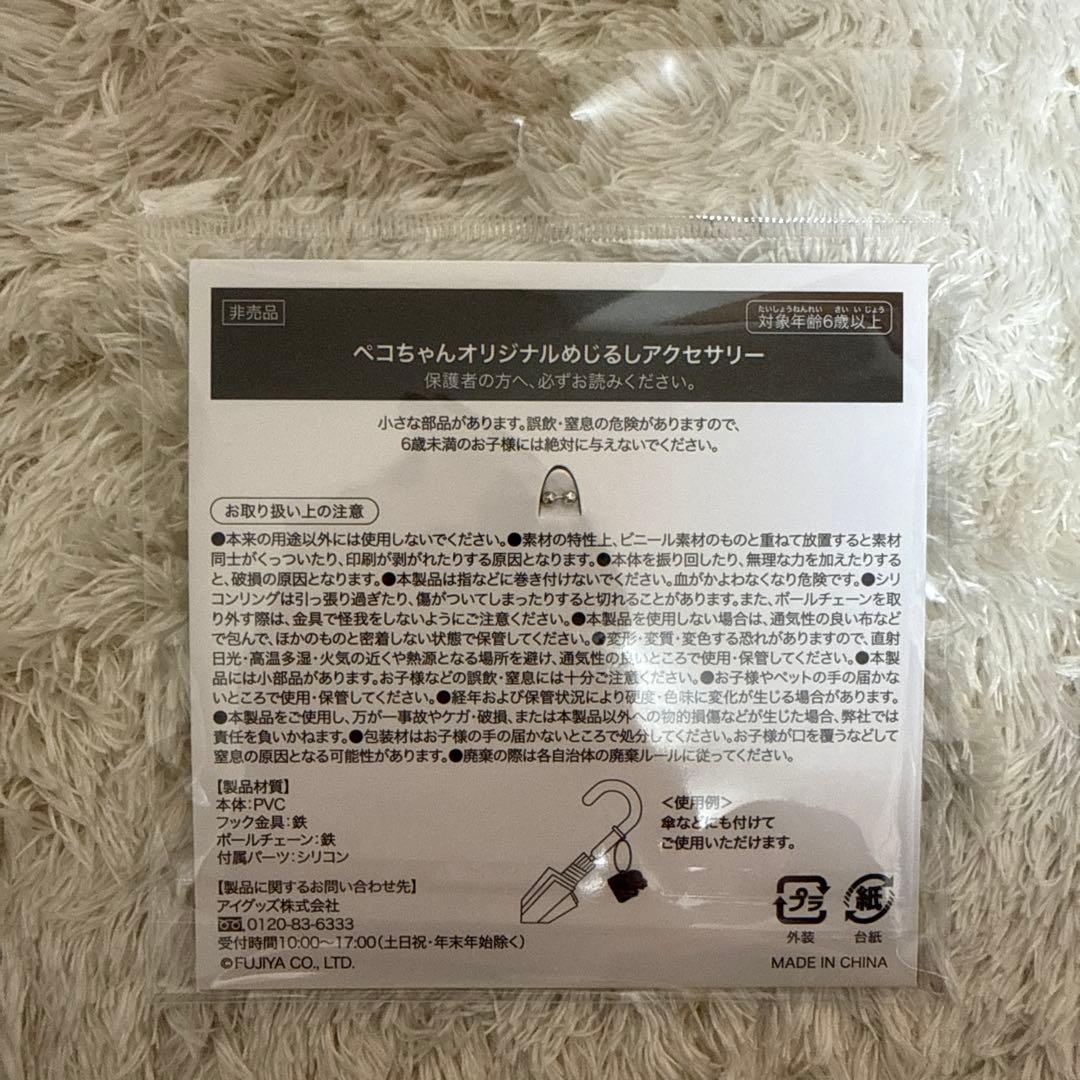 非売品
たいしょうねんれい さい いじょう
対象年齢6歳以上
ペコちゃんオリジナルめじるしアクセサリー
保護者の方へ、必ずお読みください。
小さな部品があります。誤飲・窒息の危険がありますので、
6歳未満のお子様には絶対に与えないでください。
お取り扱い上の注意
●本来の用途以外には使用しないでください。●素材の特性上、ビニール素材のものと重ねて放置すると素材
同士がくっついたり、印刷が剥がれたりする原因となります。●本体を振り回したり、無理な力を加えたりする
と、破損の原因となります。●本製品は指などに巻き付けないでください。血がかよわなくなり危険です。●シリ
コンリングは引っ張り過ぎたり、傷がついてしまったりすると切れることがあります。また、ボールチェーンを取
り外す際は、金具で怪我をしないようにご注意ください。●本製品を使用しない場合は、通気性の良い布など
で包んで、ほかのものと密着しない状態で保管してください。●変形・変質・変色する恐れがありますので、直射
日光・高温多湿・火気の近くや熱源となる場所を避け、通気性の良いところで使用・保管してください。●本製
品には小部品があります。お子様などの誤飲・窒息には十分ご注意ください。●お子様やペットの手の届かな
いところで使用・保管してください。●経年および保管状況により硬度・色味に変化が生じる場合があります。
●本製品をご使用し、万が一事故やケガ・破損、または本製品以外への物的損傷などが生じた場合、弊社では
責任を負いかねます。●包装材はお子様の手の届かないところで処分してください。お子様が口を覆うなどして
窒息の原因となる可能性があります。●廃棄の際は各自治体の廃棄ルールに従ってください。
【製品材質】
本体:PVC
フック金具:鉄
ボールチェーン:鉄
付属パーツ:シリコン
<使用例>
傘などにも付けて
ご使用いただけます。
【製品に関するお問い合わせ先】
アイグッズ株式会社
0120-83-6333
受付時間10:00～17:00(土日祝・年末年始除く)
©FUJIYA CO., LTD.
プラ
外装
紙
台紙
MADE IN CHINA